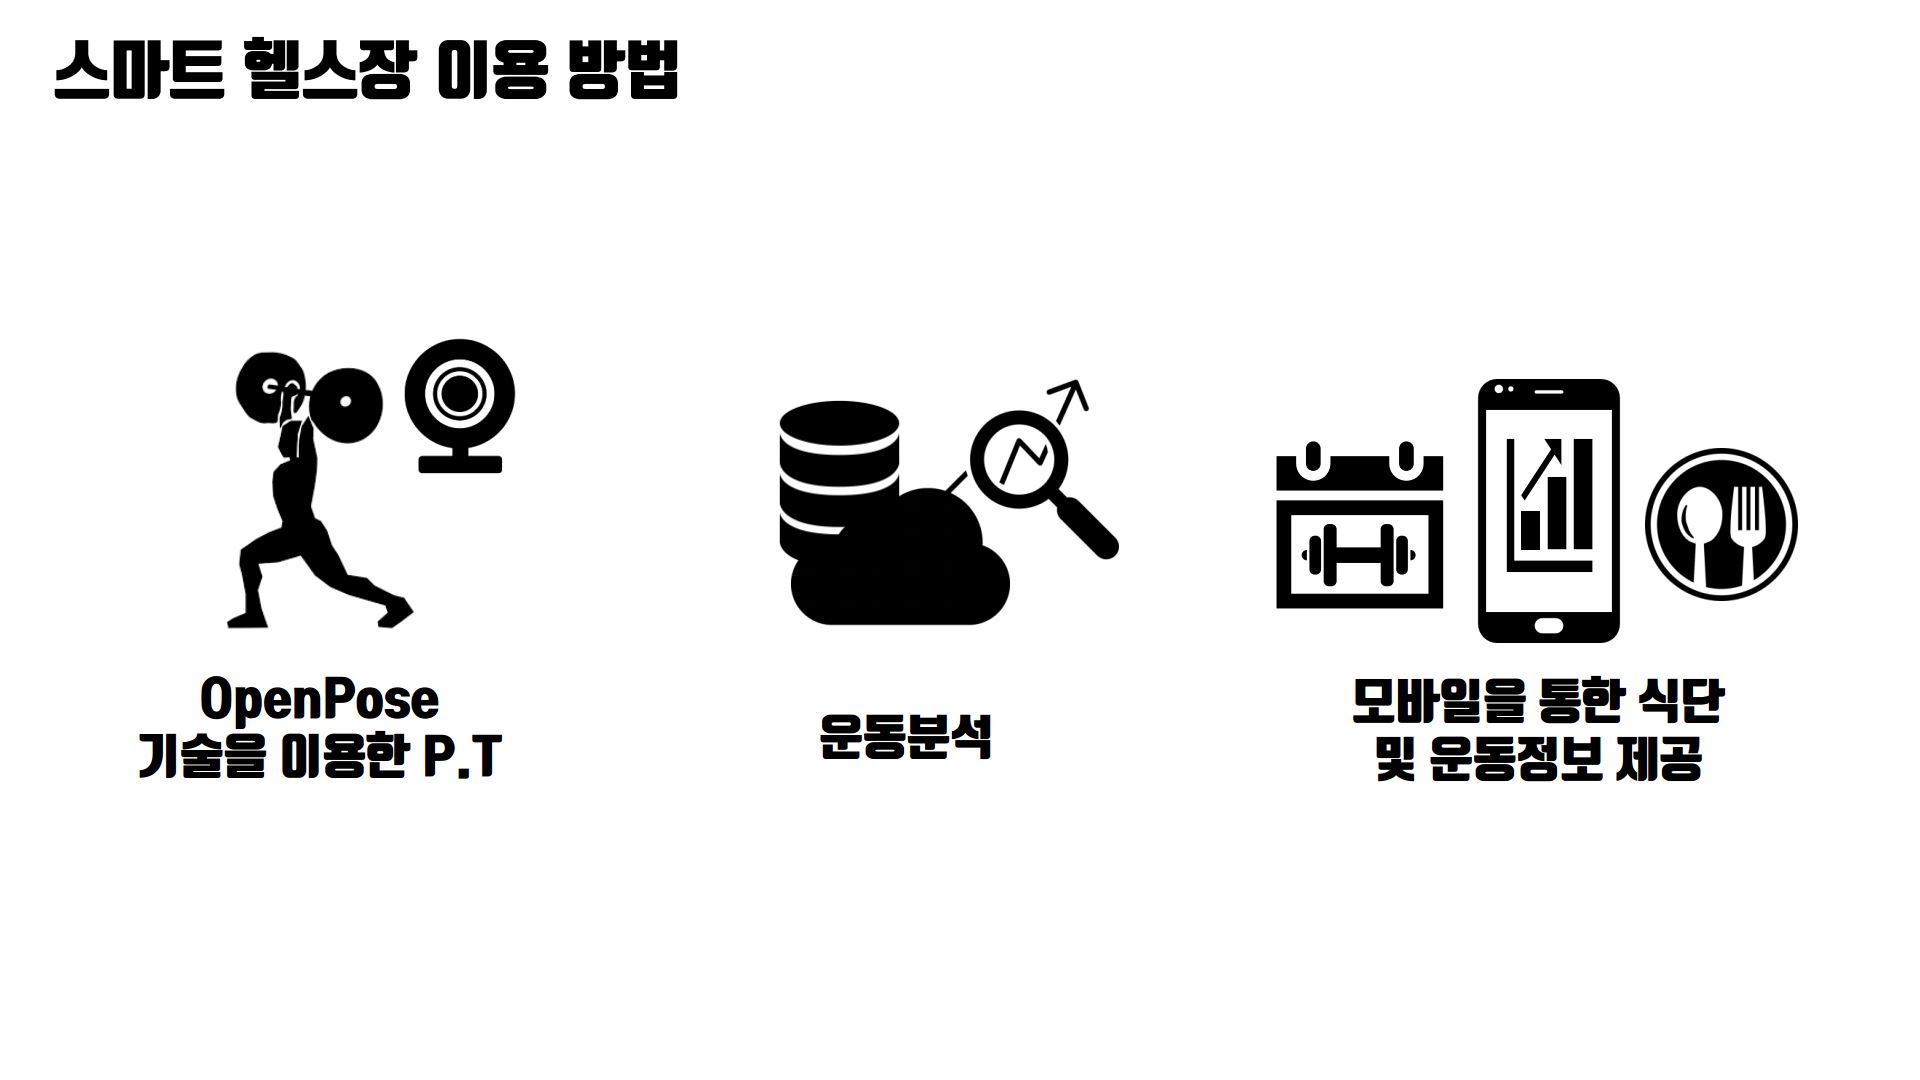 스마트 헬스장 이용 방법
OpenPose
기술을 이용한 P.T
운동분석
모바일을 통한 식단
및 운동정보 제공